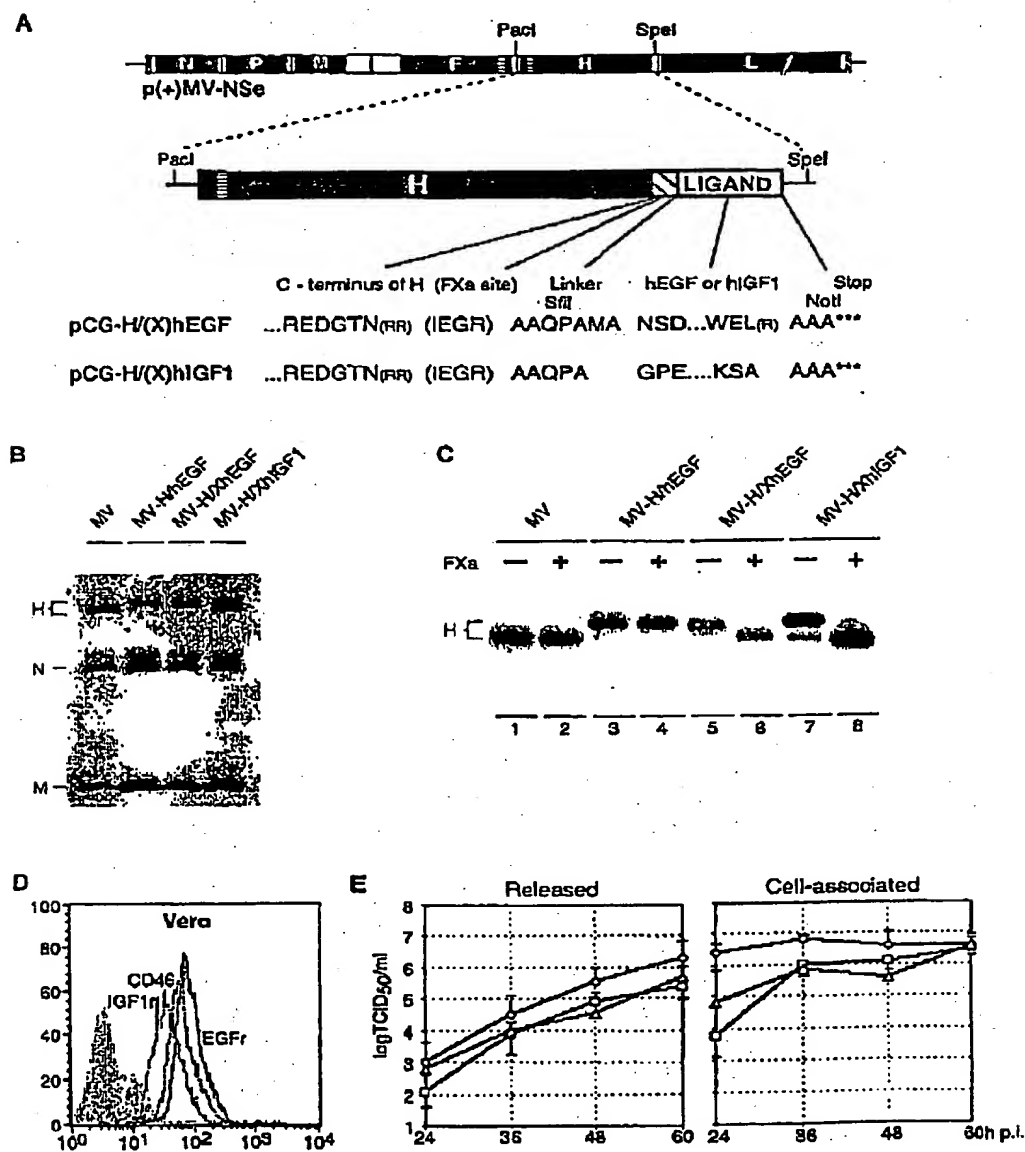 A
PacI SpeI
N P M F H L
p(+)MV-NSe
PacI SpeI
H LIGAND
C - terminus of H (FXa site) Linker hEGF or hIGF1 Stop
SfiI NotI
pCG-H/(X)hEGF ...REDGTN(RR) (IEGR) AAQPAMA NSD...WEL(R) AAA***
pCG-H/(X)hIGF1 ...REDGTN(RR) (IEGR) AAQPA GPE....KSA AAA***
B
MV MV-H/hEGF MV-H/XhEGF MV-H/XhIGF1
H
N
M
C
MV MV-H/hEGF MV-H/XhEGF MV-H/XhIGF1
FXa — + — + — + — +
H
1 2 3 4 5 6 7 8
D
Vero
100
80
60
40
20
0
CD46
IGF1r
EGFr
10⁰ 10¹ 10² 10³ 10⁴
E
Released Cell-associated
logTCID50/ml
8
7
6
5
4
3
2
1
24 36 48 60 24 36 48 60h p.i.